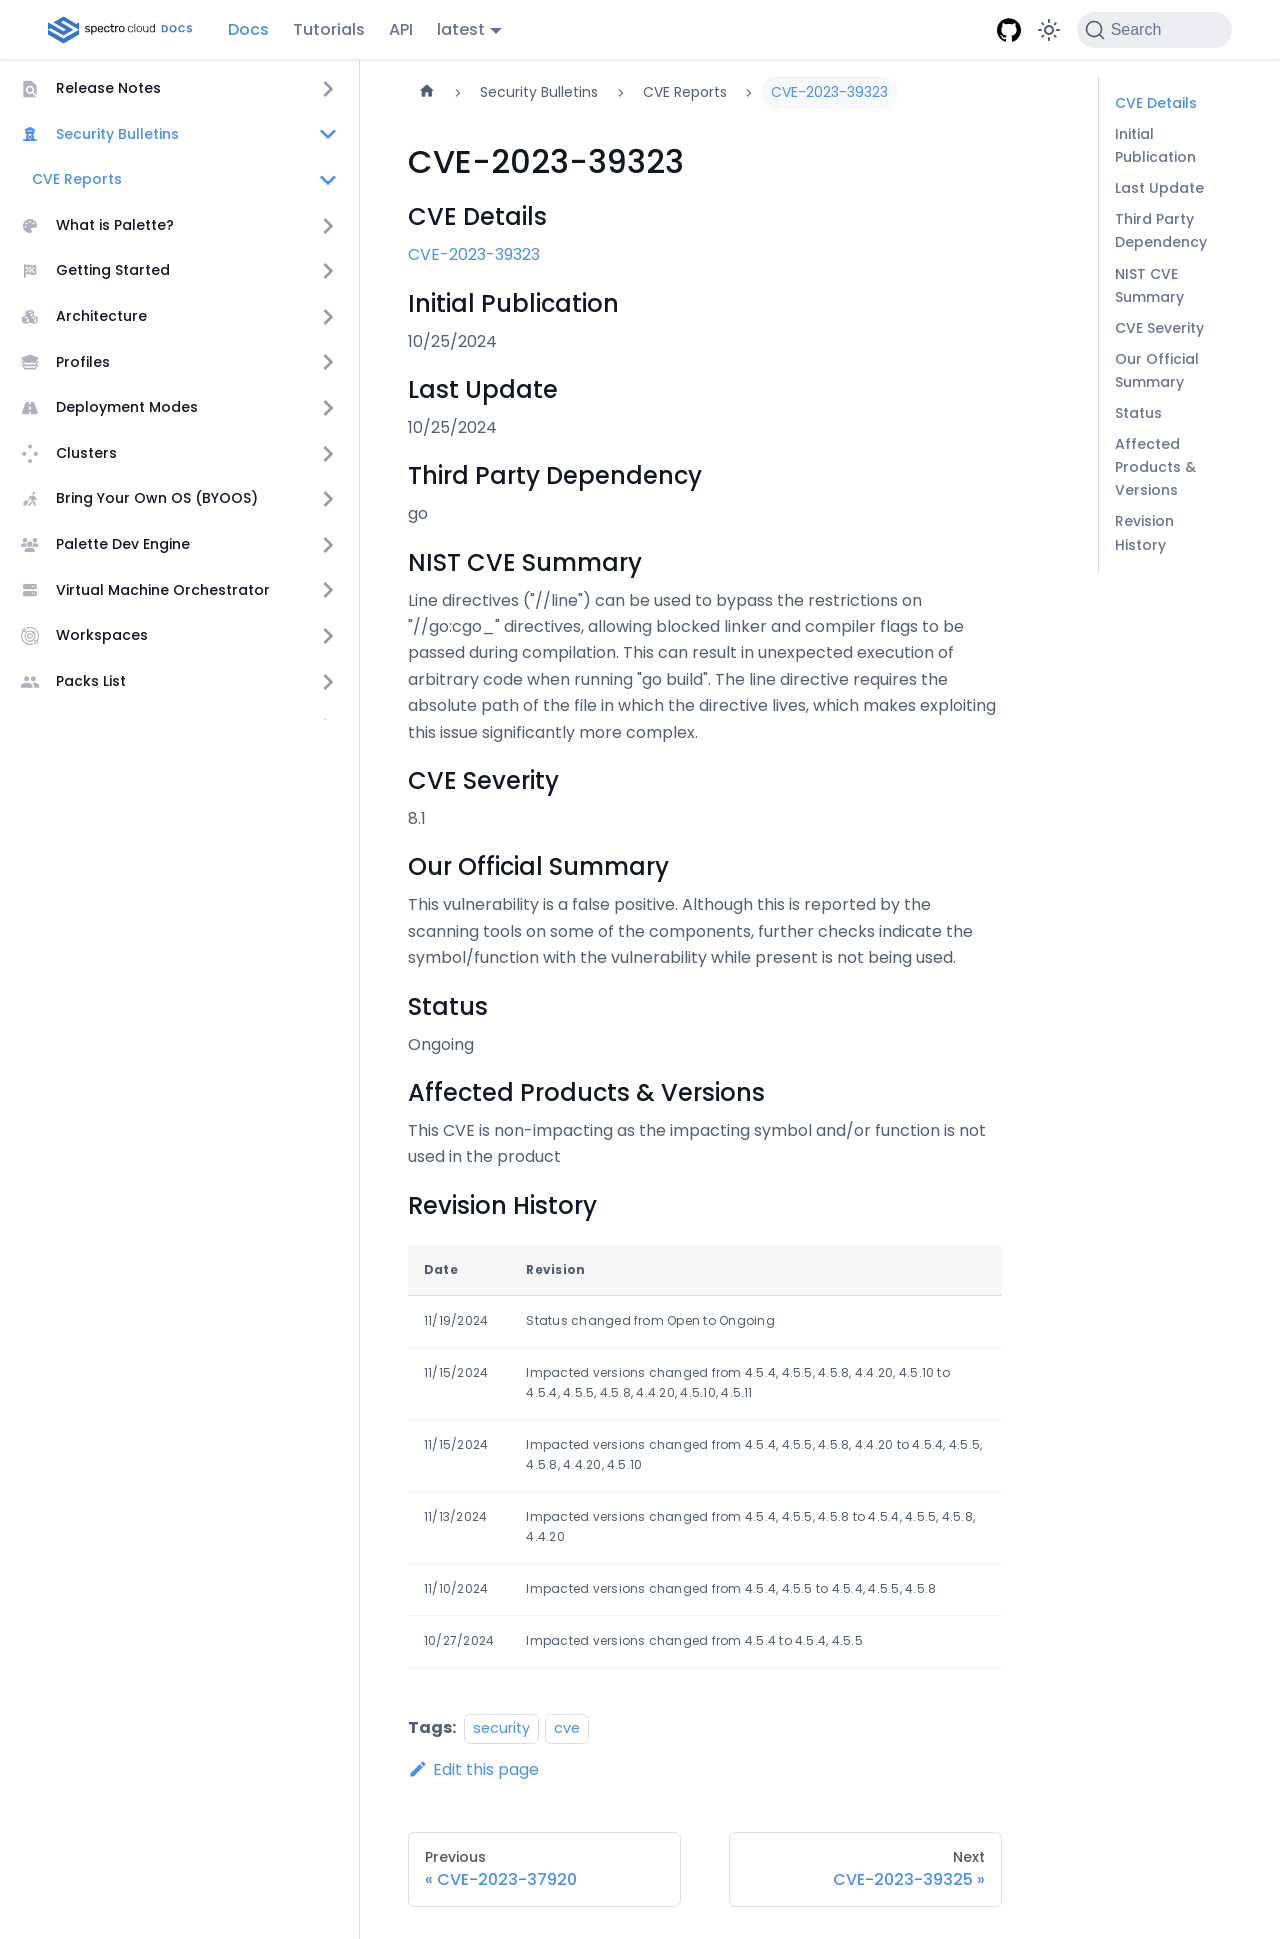 spectro cloud DOCS
Docs
Tutorials
API
latest
Search
Release Notes
Security Bulletins
CVE Reports
What is Palette?
Getting Started
Architecture
Profiles
Deployment Modes
Clusters
Bring Your Own OS (BYOOS)
Palette Dev Engine
Virtual Machine Orchestrator
Workspaces
Packs List
Security Bulletins
CVE Reports
CVE-2023-39323
CVE-2023-39323
CVE Details
CVE-2023-39323
Initial Publication
10/25/2024
Last Update
10/25/2024
Third Party Dependency
go
NIST CVE Summary
Line directives ("//line") can be used to bypass the restrictions on
"//go:cgo_" directives, allowing blocked linker and compiler flags to be
passed during compilation. This can result in unexpected execution of
arbitrary code when running "go build". The line directive requires the
absolute path of the file in which the directive lives, which makes exploiting
this issue significantly more complex.
CVE Severity
8.1
Our Official Summary
This vulnerability is a false positive. Although this is reported by the
scanning tools on some of the components, further checks indicate the
symbol/function with the vulnerability while present is not being used.
Status
Ongoing
Affected Products & Versions
This CVE is non-impacting as the impacting symbol and/or function is not
used in the product
Revision History
Date Revision
11/19/2024 Status changed from Open to Ongoing
11/15/2024 Impacted versions changed from 4.5.4, 4.5.5, 4.5.8, 4.4.20, 4.5.10 to
4.5.4, 4.5.5, 4.5.8, 4.4.20, 4.5.10, 4.5.11
11/15/2024 Impacted versions changed from 4.5.4, 4.5.5, 4.5.8, 4.4.20 to 4.5.4, 4.5.5,
4.5.8, 4.4.20, 4.5.10
11/13/2024 Impacted versions changed from 4.5.4, 4.5.5, 4.5.8 to 4.5.4, 4.5.5, 4.5.8,
4.4.20
11/10/2024 Impacted versions changed from 4.5.4, 4.5.5 to 4.5.4, 4.5.5, 4.5.8
10/27/2024 Impacted versions changed from 4.5.4 to 4.5.4, 4.5.5
Tags: security cve
Edit this page
Previous
« CVE-2023-37920
Next
CVE-2023-39325 »
CVE Details
Initial
Publication
Last Update
Third Party
Dependency
NIST CVE
Summary
CVE Severity
Our Official
Summary
Status
Affected
Products &
Versions
Revision
History